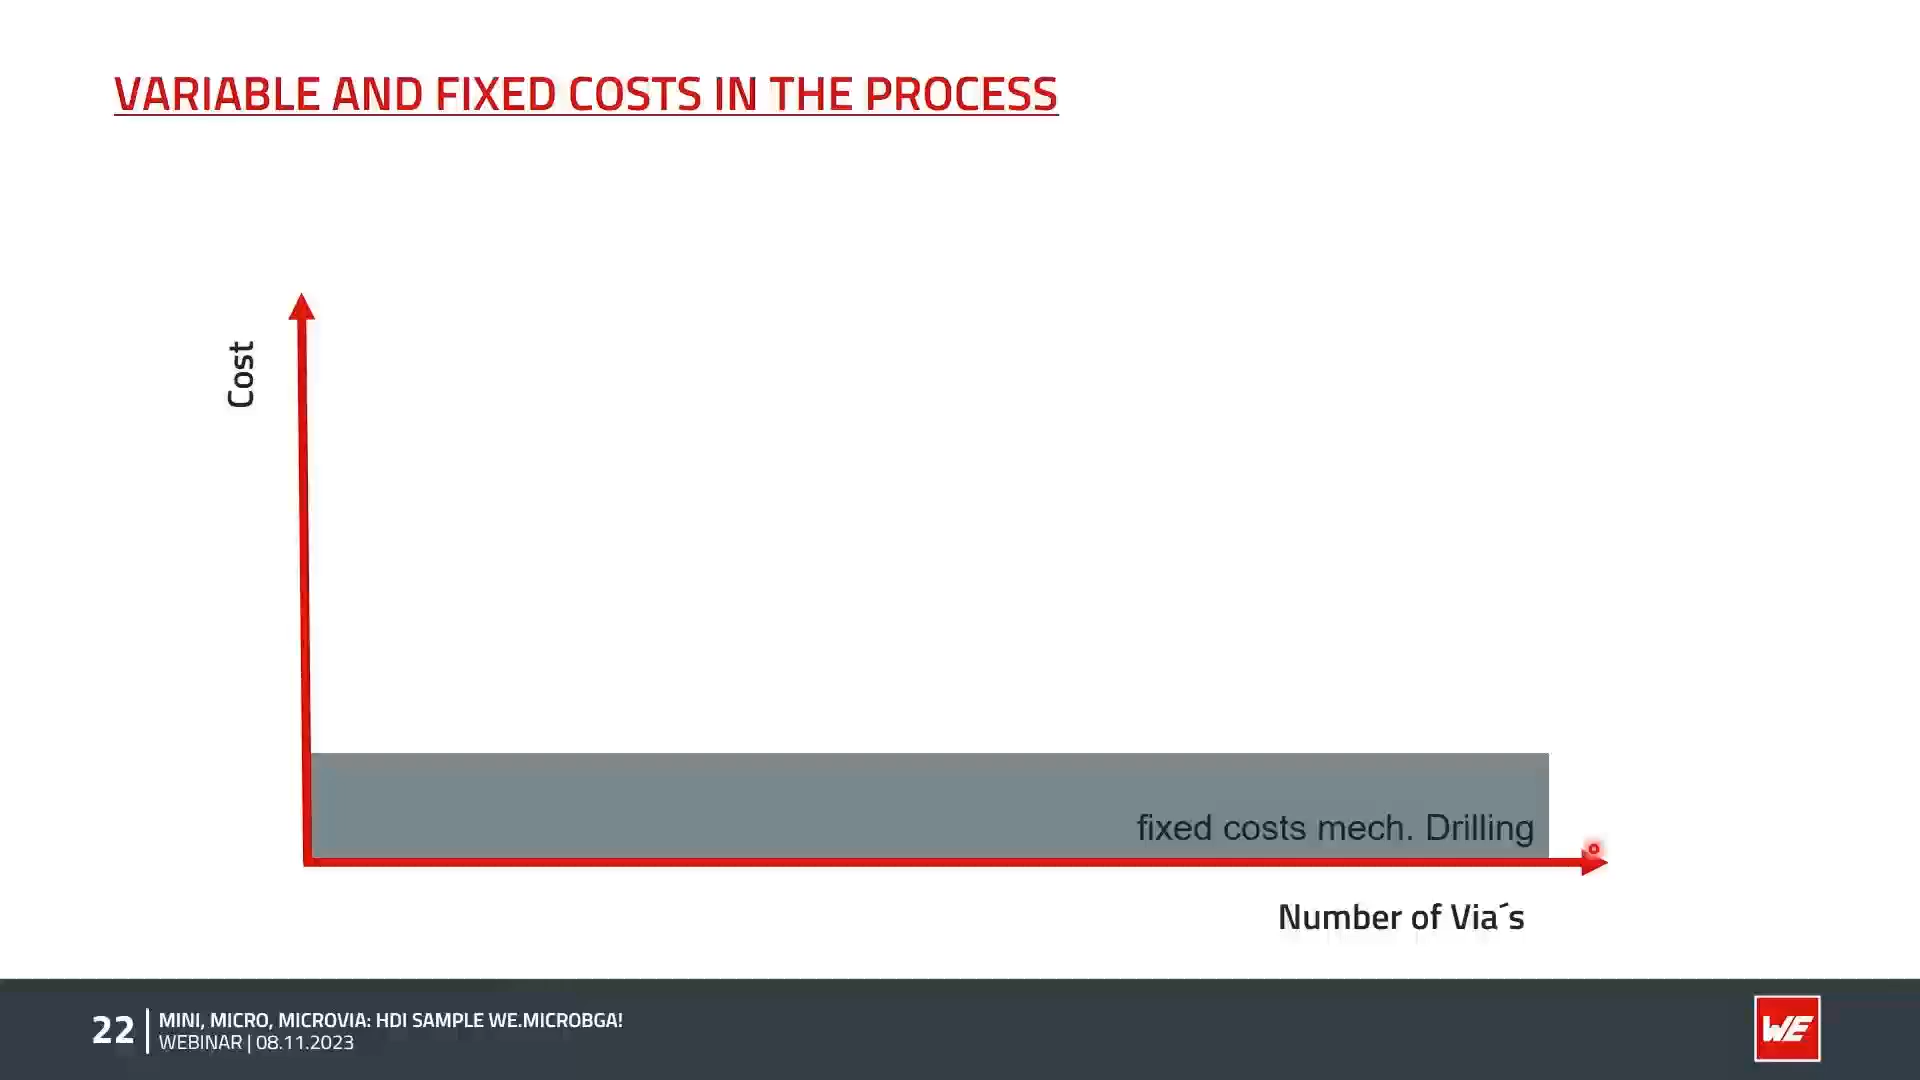 VARIABLE AND FIXED COSTS IN THE PROCESS
Cost
fixed costs mech. Drilling
Number of Via´s
22
MINI, MICRO, MICROVIA: HDI SAMPLE WE.MICROBGA!
WEBINAR | 08.11.2023
WE